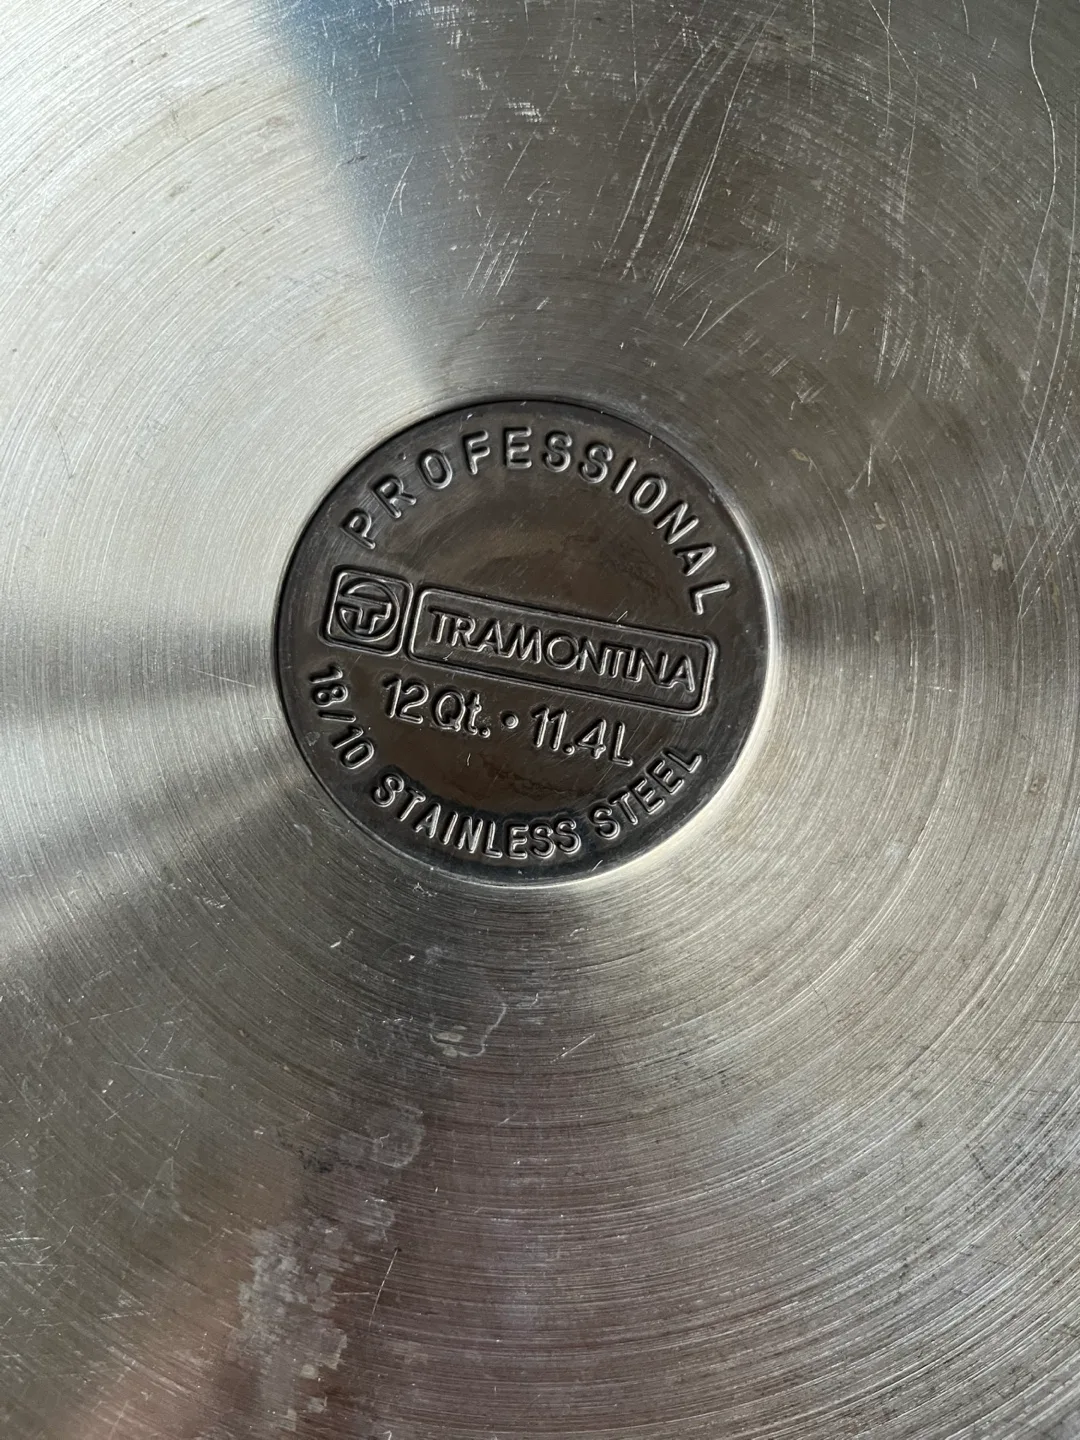 PROFESSIONAL
TRAMONTINA
12Qt. • 11.4L
18/10 STAINLESS STEEL